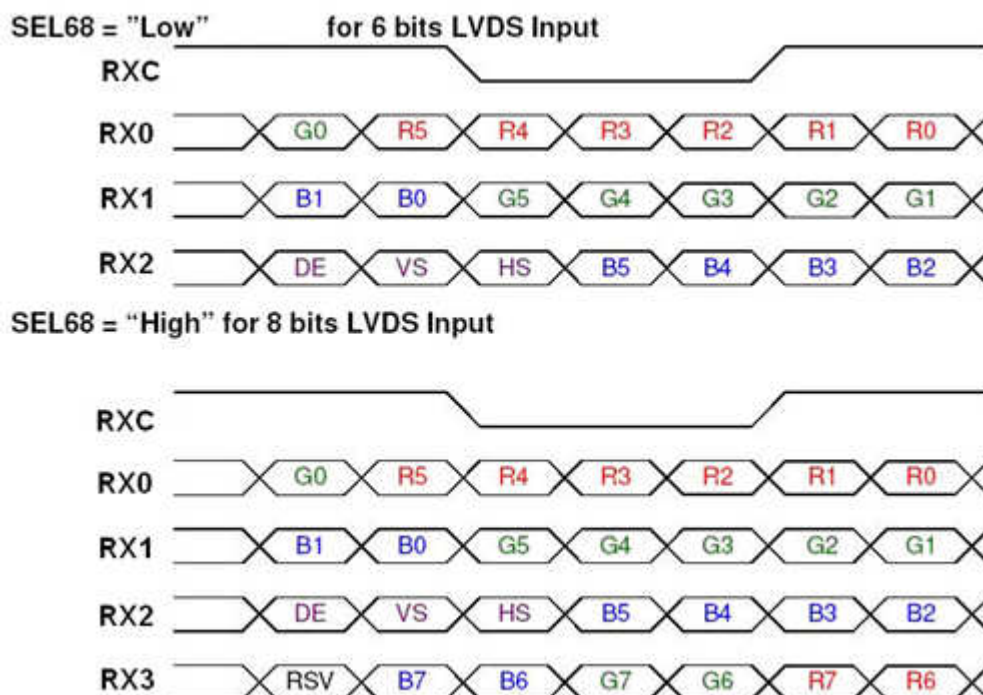 SEL68 = "Low" for 6 bits LVDS Input
RXC
RX0 G0 R5 R4 R3 R2 R1 R0
RX1 B1 B0 G5 G4 G3 G2 G1
RX2 DE VS HS B5 B4 B3 B2
SEL68 = “High” for 8 bits LVDS Input
RXC
RX0 G0 R5 R4 R3 R2 R1 R0
RX1 B1 B0 G5 G4 G3 G2 G1
RX2 DE VS HS B5 B4 B3 B2
RX3 RSV B7 B6 G7 G6 R7 R6